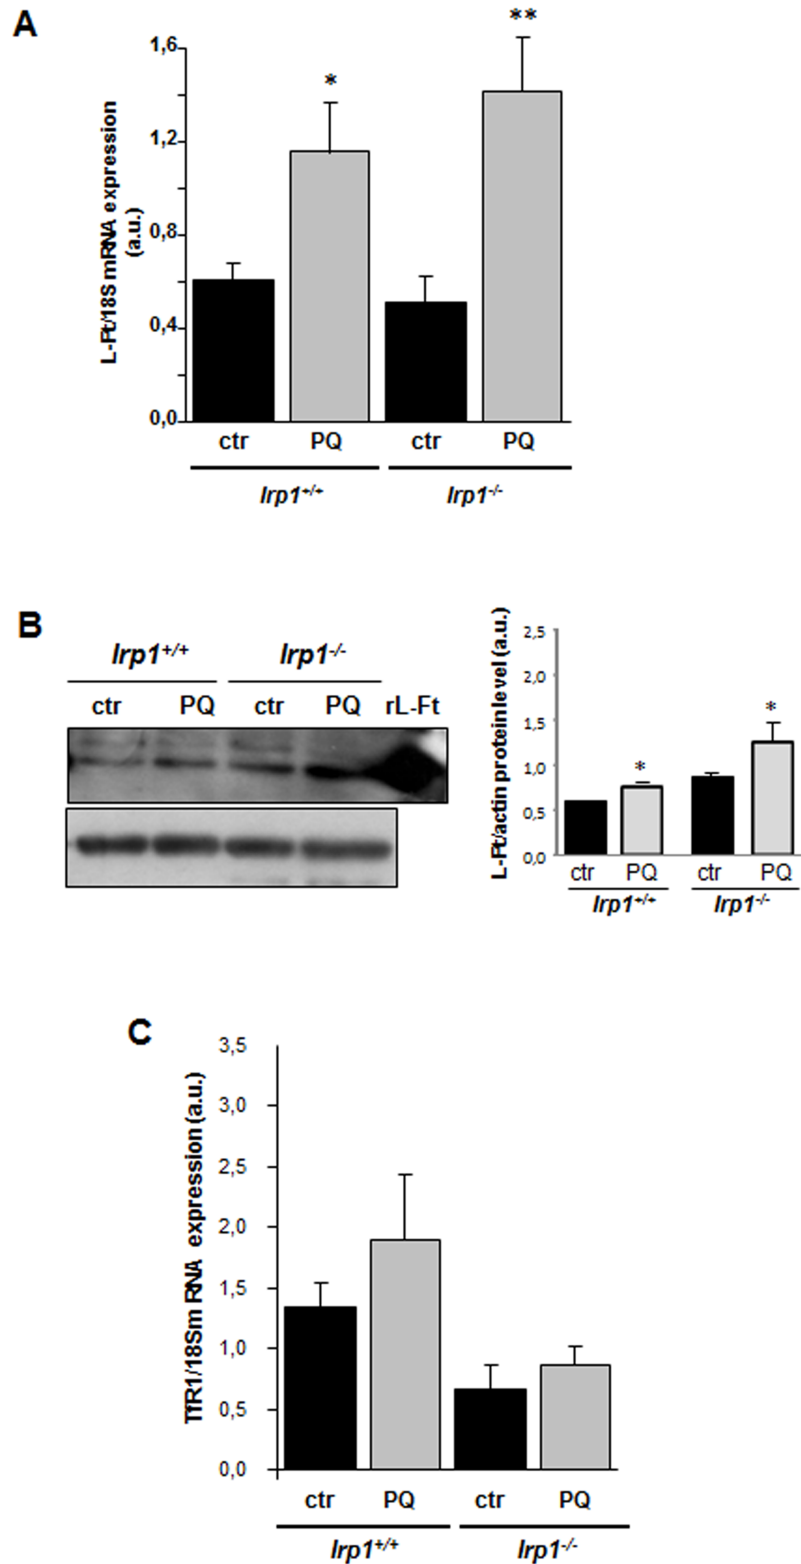 A
L-Ft/18S mRNA expression
(a.u.)
1,6
1,2
0,8
0,4
0,0
*
**
ctr PQ ctr PQ
Irp1+/+ Irp1-/-
B
Irp1+/+ Irp1-/-
ctr PQ ctr PQ rL-Ft
L-Ft/actin protein level (a.u.)
2,5
2,0
1,5
1,0
0,5
0,0
*
*
ctr PQ ctr PQ
Irp1+/+ Irp1-/-
C
TfR1/18Sm RNA expression (a.u.)
3,5
3,0
2,5
2,0
1,5
1,0
0,5
0,0
ctr PQ ctr PQ
Irp1+/+ Irp1-/-